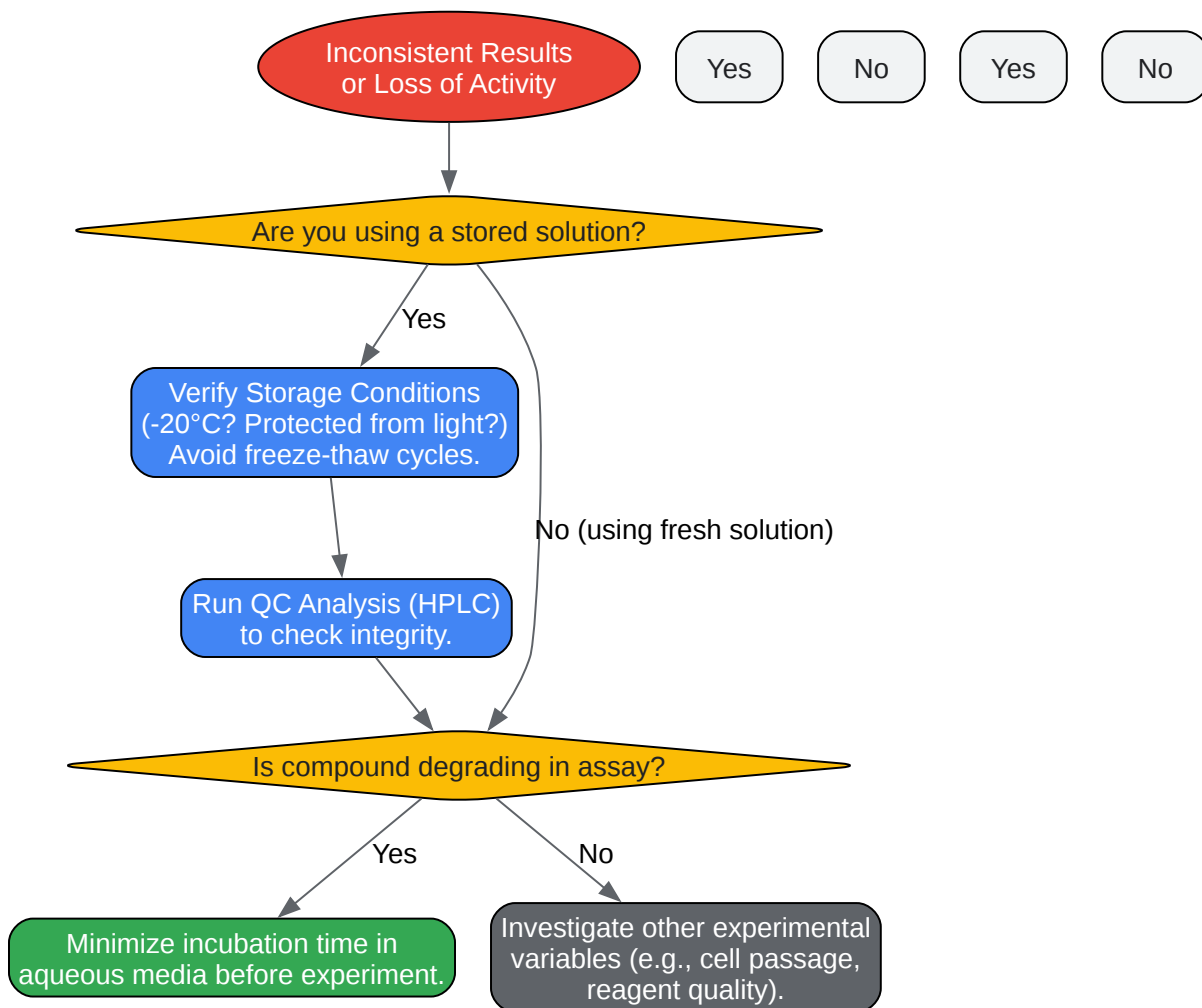 Inconsistent Results
or Loss of Activity
Yes
No
Yes
No
Are you using a stored solution?
Yes
Verify Storage Conditions
(-20°C? Protected from light?)
Avoid freeze-thaw cycles.
No (using fresh solution)
Run QC Analysis (HPLC)
to check integrity.
Is compound degrading in assay?
Yes
No
Minimize incubation time in
aqueous media before experiment.
Investigate other experimental
variables (e.g., cell passage,
reagent quality).